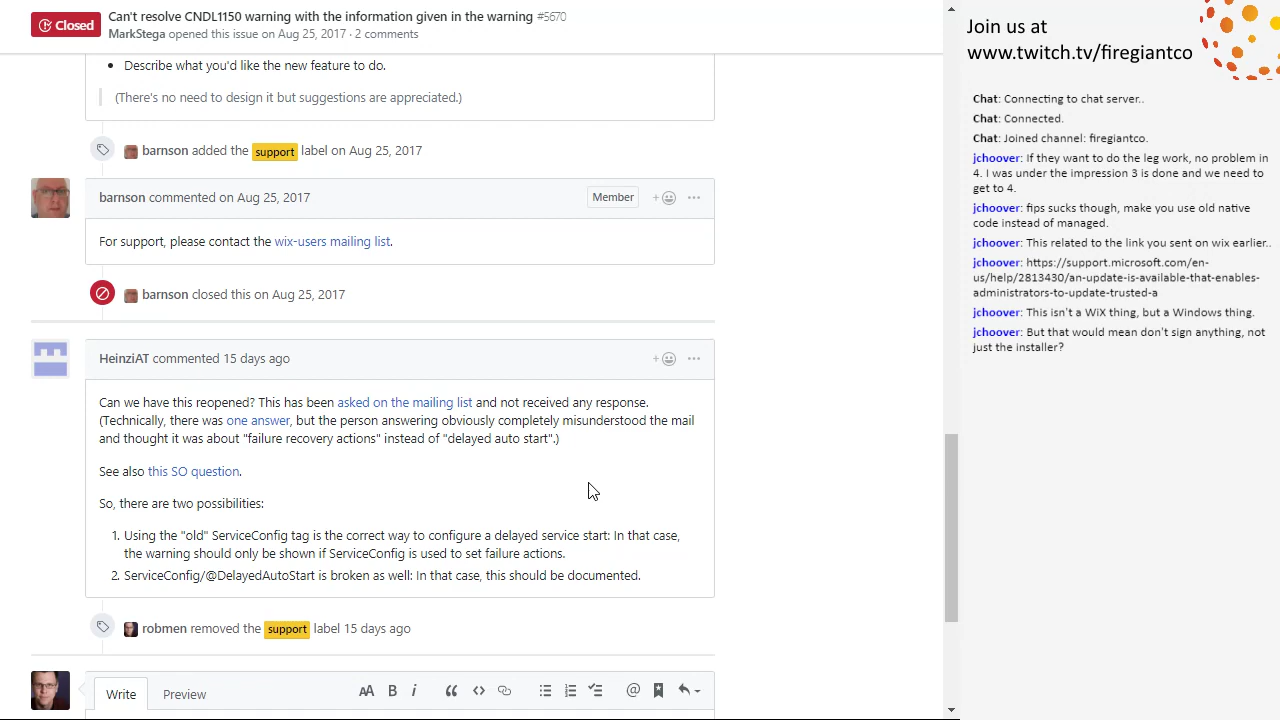 Closed
Can't resolve CNDL1150 warning with the information given in the warning #5670
MarkStega opened this issue on Aug 25, 2017 · 2 comments
• Describe what you'd like the new feature to do.
(There's no need to design it but suggestions are appreciated.)
barnson added the support label on Aug 25, 2017
barnson commented on Aug 25, 2017
Member
For support, please contact the wix-users mailing list.
barnson closed this on Aug 25, 2017
HeinziAT commented 15 days ago
Can we have this reopened? This has been asked on the mailing list and not received any response.
(Technically, there was one answer, but the person answering obviously completely misunderstood the mail
and thought it was about "failure recovery actions" instead of "delayed auto start".)
See also this SO question.
So, there are two possibilities:
1. Using the "old" ServiceConfig tag is the correct way to configure a delayed service start: In that case,
the warning should only be shown if ServiceConfig is used to set failure actions.
2. ServiceConfig/@DelayedAutoStart is broken as well: In that case, this should be documented.
robmen removed the support label 15 days ago
Write
Preview
AA B i
Join us at
www.twitch.tv/firegiantco
Chat: Connecting to chat server..
Chat: Connected.
Chat: Joined channel: firegiantco.
jchoover: If they want to do the leg work, no problem in
4. I was under the impression 3 is done and we need to
get to 4.
jchoover: fips sucks though, make you use old native
code instead of managed.
jchoover: This related to the link you sent on wix earlier..
jchoover: https://support.microsoft.com/en-
us/help/2813430/an-update-is-available-that-enables-
administrators-to-update-trusted-a
jchoover: This isn't a WiX thing, but a Windows thing.
jchoover: But that would mean don't sign anything, not
just the installer?